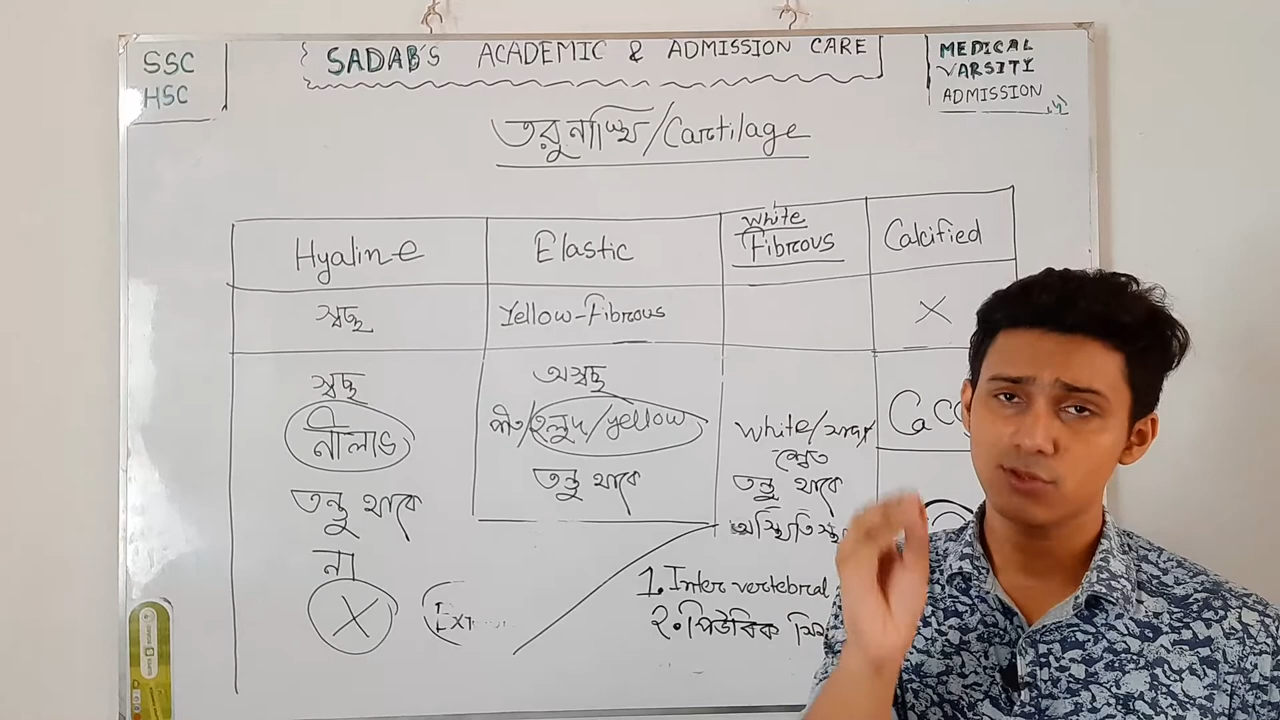 SSC
HSC
SADAB'S ACADEMIC & ADMISSION CARE
MEDICAL
VARSITY
ADMISSION
তরুনাস্থি/Cartilage
Hyaline
Elastic
White
Fibrous
Calcified
স্বচ্ছ
Yellow-Fibrous
X
স্বচ্ছ
নীলাভ
তন্তু থাকে
না
X
অস্বচ্ছ
পীত/হলুদ/yellow
তন্তু থাকে
White/সাদা
শ্বেত
তন্তু থাকে
1. Inter vertebral
২. পিউবিক